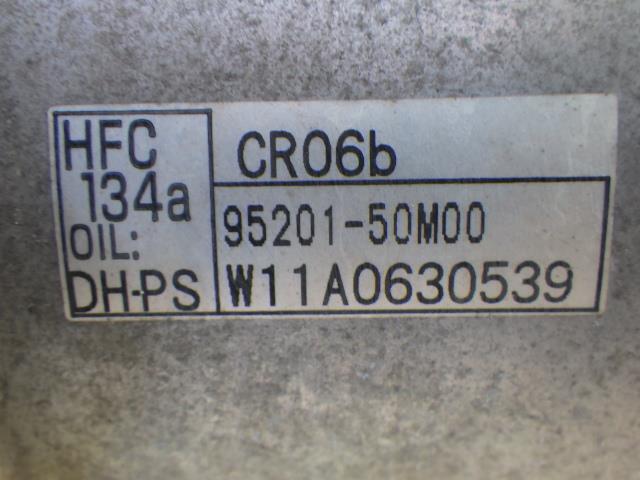 HFC
134a
OIL:
DH-PS
CR06b
95201-50M00
W11A0630539